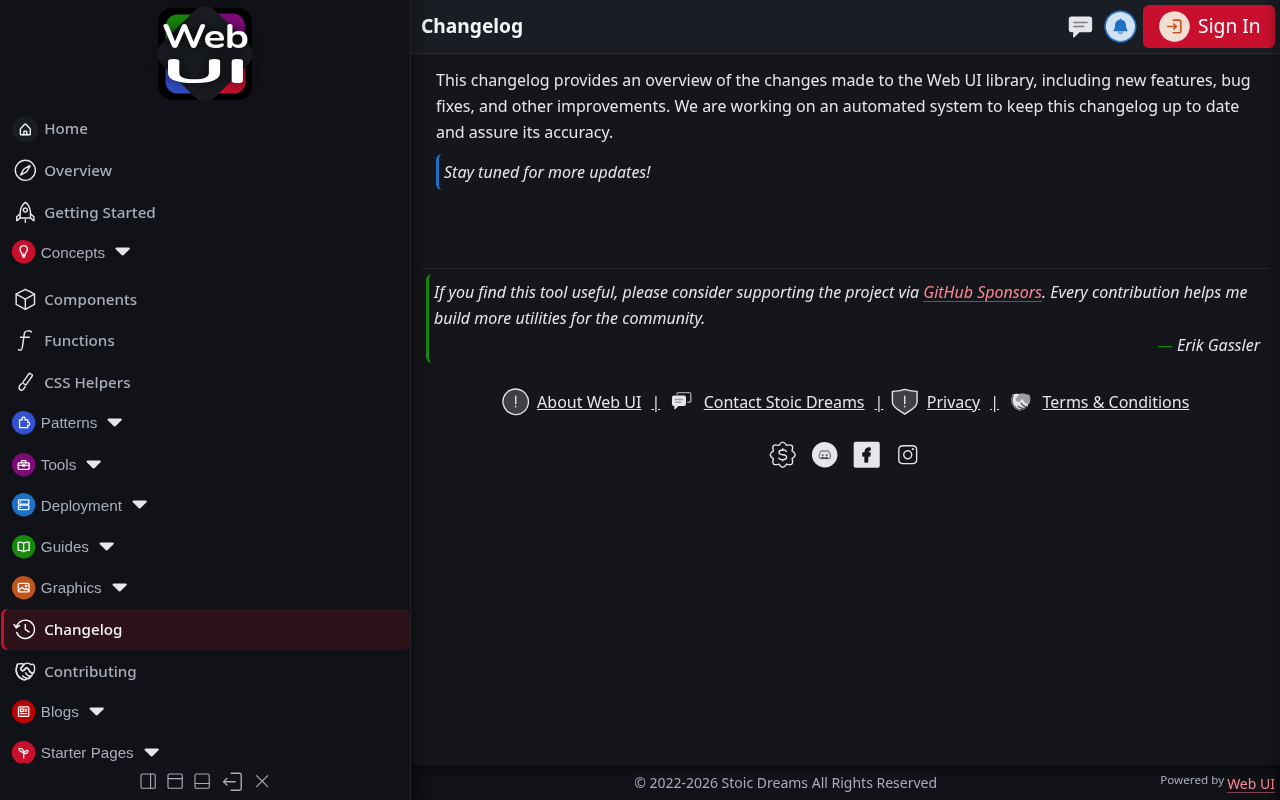 Web
UI
Home
Overview
Getting Started
Concepts
Components
Functions
CSS Helpers
Patterns
Tools
Deployment
Guides
Graphics
Changelog
Contributing
Blogs
Starter Pages
Changelog
Sign In
This changelog provides an overview of the changes made to the Web UI library, including new features, bug
fixes, and other improvements. We are working on an automated system to keep this changelog up to date
and assure its accuracy.
Stay tuned for more updates!
If you find this tool useful, please consider supporting the project via GitHub Sponsors. Every contribution helps me
build more utilities for the community.
— Erik Gassler
About Web UI | Contact Stoic Dreams | Privacy | Terms & Conditions
© 2022-2026 Stoic Dreams All Rights Reserved
Powered by Web UI